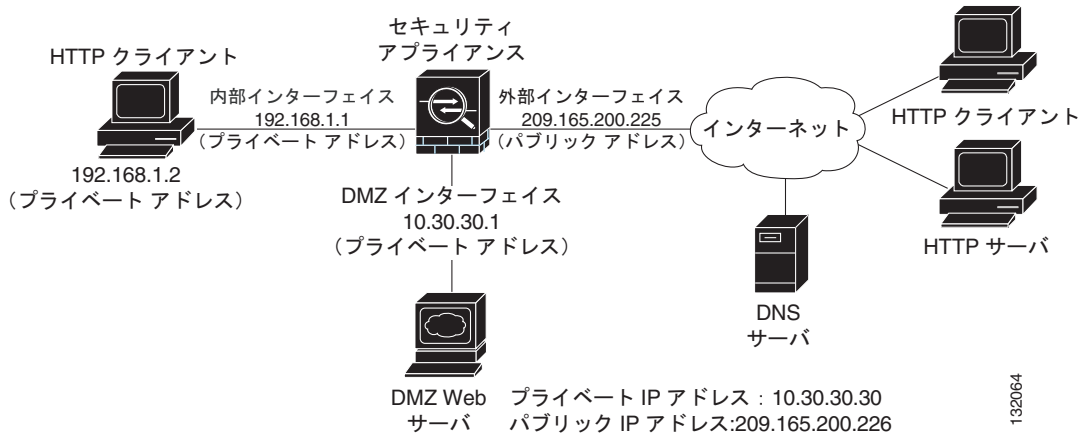 セキュリティ
アプライアンス
HTTP クライアント
内部インターフェイス
192.168.1.1
(プライベート アドレス)
外部インターフェイス
209.165.200.225
(パブリック アドレス)
インターネット
HTTP クライアント
192.168.1.2
(プライベート アドレス)
DMZ インターフェイス
10.30.30.1
(プライベート アドレス)
HTTP サーバ
DNS
サーバ
DMZ Web
サーバ
プライベート IP アドレス：10.30.30.30
パブリック IP アドレス:209.165.200.226
132064